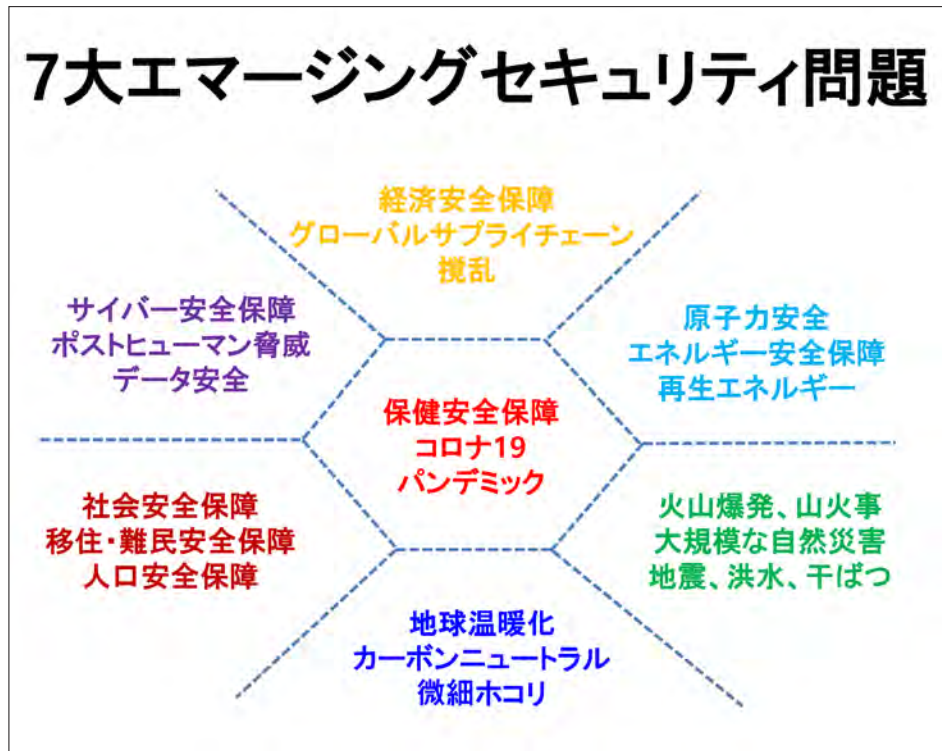 7大エマージングセキュリティ問題
経済安全保障
グローバルサプライチェーン
撹乱
サイバー安全保障
ポストヒューマン脅威
データ安全
原子力安全
エネルギー安全保障
再生エネルギー
保健安全保障
コロナ19
パンデミック
社会安全保障
移住・難民安全保障
人口安全保障
火山爆発、山火事
大規模な自然災害
地震、洪水、干ばつ
地球温暖化
カーボンニュートラル
微細ホコリ